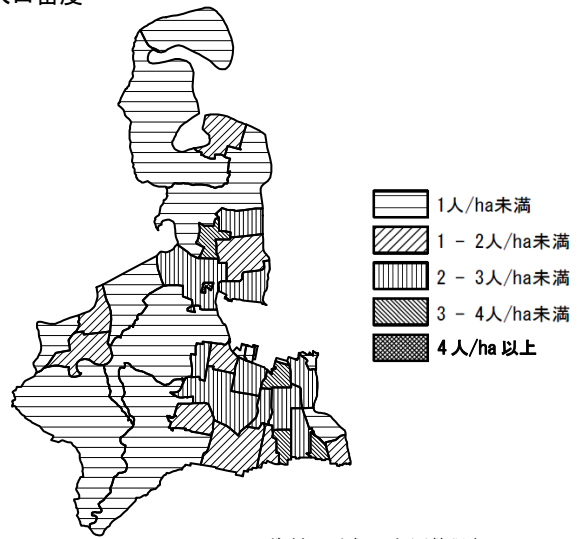 人口密度
1人/ha未満
1 - 2人/ha未満
2 - 3人/ha未満
3 - 4人/ha未満
4人/ha以上